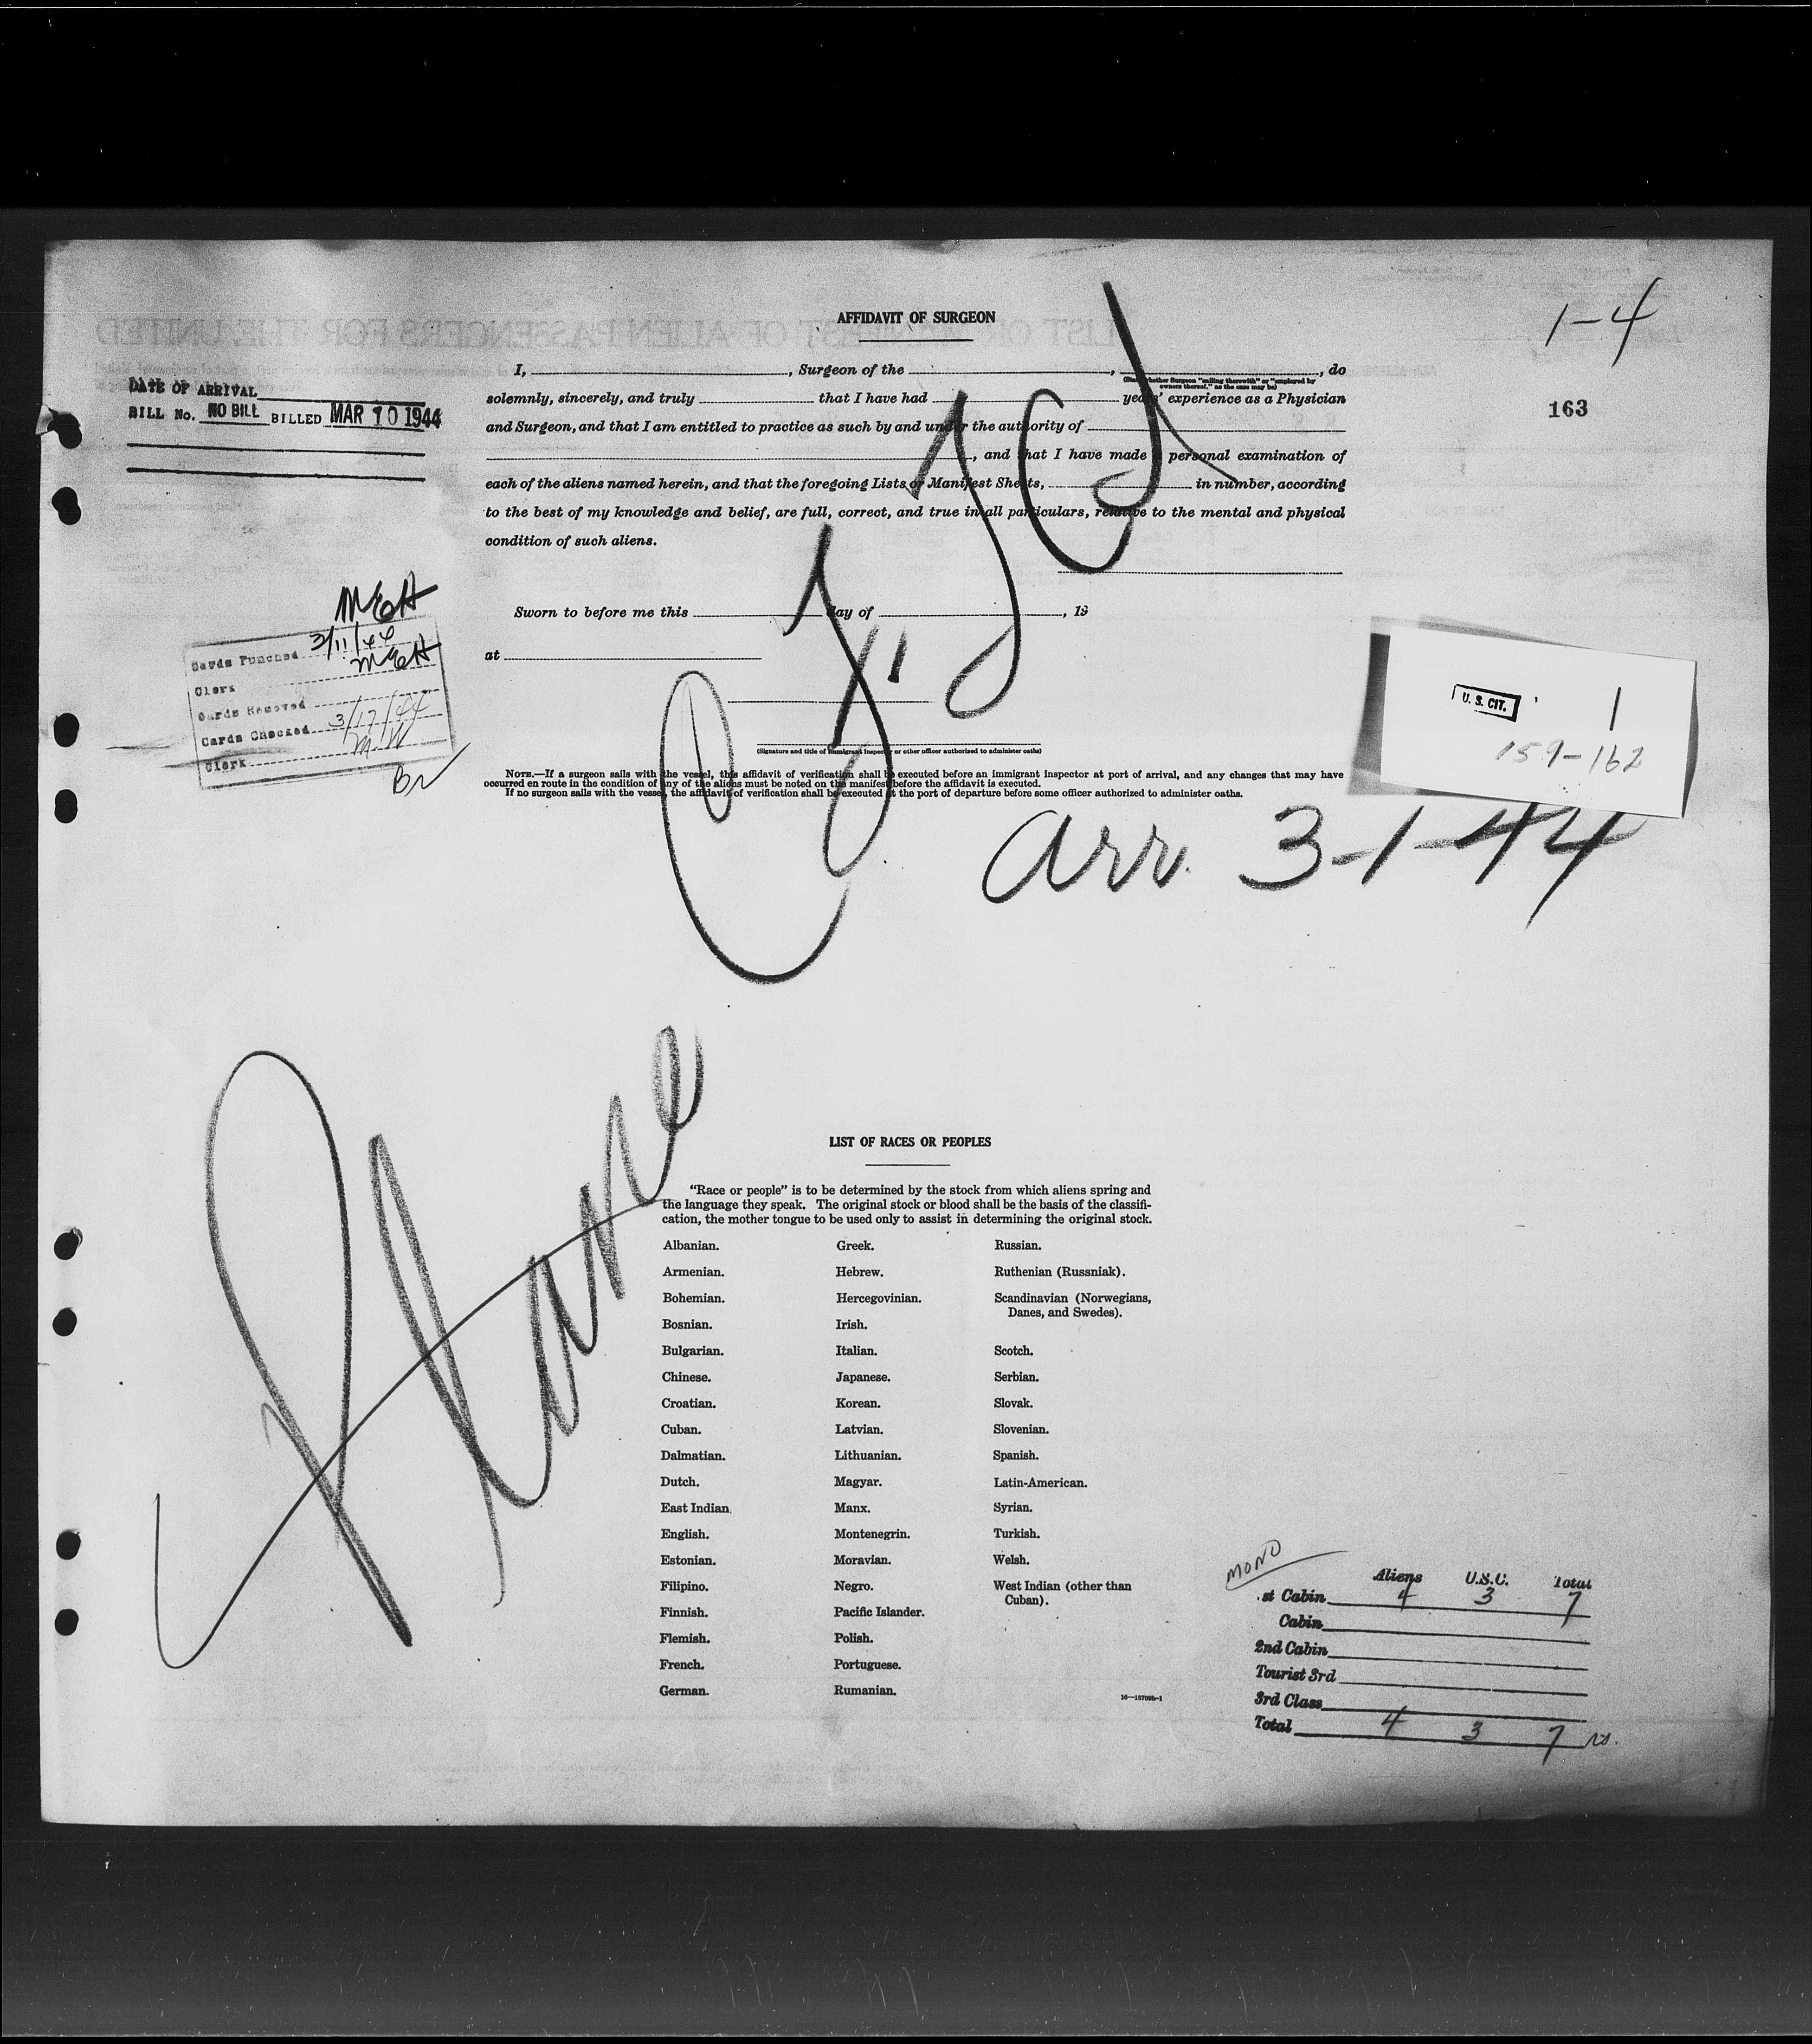 1-4
AFFIDAVIT OF SURGEON
I, , Surgeon of the , , do
(State whether Surgeon "sailing therewith" or "employed by
owners thereof," as the case may be)
solemnly, sincerely, and truly that I have had years' experience as a Physician
and Surgeon, and that I am entitled to practice as such by and under the authority of
, and that I have made a personal examination of
each of the aliens named herein, and that the foregoing Lists or Manifest Sheets, in number, according
to the best of my knowledge and belief, are full, correct, and true in all particulars, relative to the mental and physical
condition of such aliens.
Sworn to before me this day of , 19
at
(Signature and title of immigrant inspector or other officer authorized to administer oaths)
NOTE.—If a surgeon sails with the vessel, this affidavit of verification shall be executed before an immigrant inspector at port of arrival, and any changes that may have
occurred en route in the condition of any of the aliens must be noted on the manifest before the affidavit is executed.
If no surgeon sails with the vessel, the affidavit of verification shall be executed at the port of departure before some officer authorized to administer oaths.
DATE OF ARRIVAL
BILL No. NO BILL BILLED MAR 10 1944
163
MEH
Cards Punched 3/11/44
Clerk MEH
Cards Removed
Cards Checked 3/17/44
Clerk M.W.
U. S. CIT. 1
159-162
arr. 3-1-44
Plane
LIST OF RACES OR PEOPLES
"Race or people" is to be determined by the stock from which aliens spring and
the language they speak. The original stock or blood shall be the basis of the classifi-
cation, the mother tongue to be used only to assist in determining the original stock.
Albanian. Greek. Russian.
Armenian. Hebrew. Ruthenian (Russniak).
Bohemian. Hercegovinian. Scandinavian (Norwegians,
Danes, and Swedes).
Bosnian. Irish.
Bulgarian. Italian. Scotch.
Chinese. Japanese. Serbian.
Croatian. Korean. Slovak.
Cuban. Latvian. Slovenian.
Dalmatian. Lithuanian. Spanish.
Dutch. Magyar. Latin-American.
East Indian. Manx. Syrian.
English. Montenegrin. Turkish.
Estonian. Moravian. Welsh.
Filipino. Negro. West Indian (other than
Cuban).
Finnish. Pacific Islander.
Flemish. Polish.
French. Portuguese.
German. Rumanian.
MONO
Aliens U.S.C. Total
st Cabin 4 3 7
Cabin
2nd Cabin
Tourist 3rd
3rd Class
Total 4 3 7